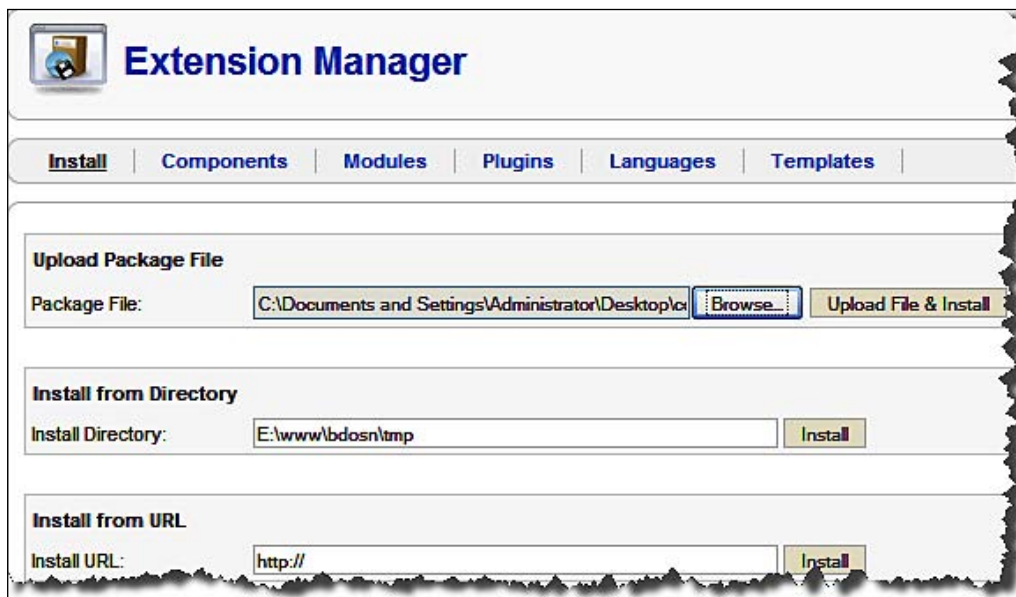 Extension Manager
Install Components Modules Plugins Languages Templates
Upload Package File
Package File: C:\Documents and Settings\Administrator\Desktop\ Browse... Upload File & Install
Install from Directory
Install Directory: E:\www\bdosn\tmp Install
Install from URL
Install URL: http:// Install